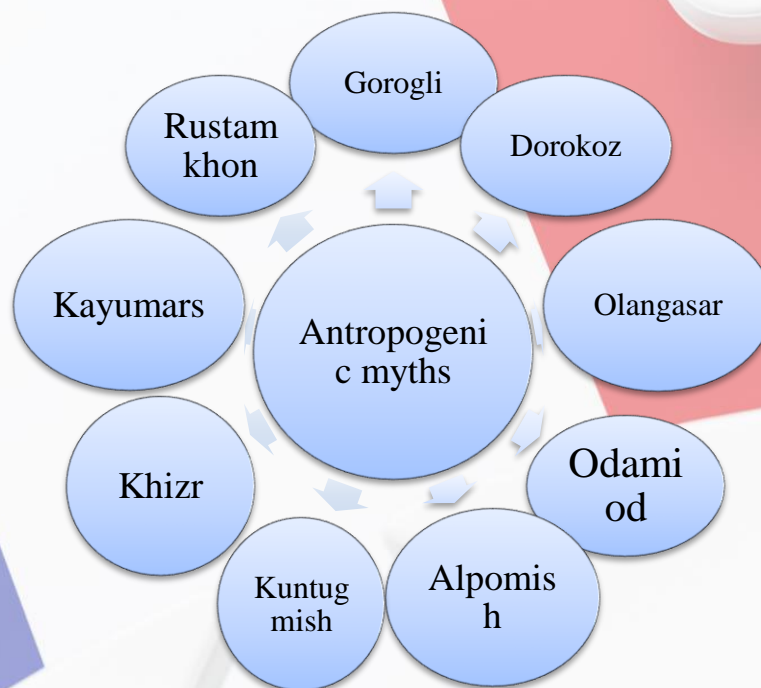 Gorogli
Dorokoz
Olangasar
Odami
od
Alpomis
h
Kuntug
mish
Khizr
Kayumars
Rustam
khon
Antropogeni
c myths